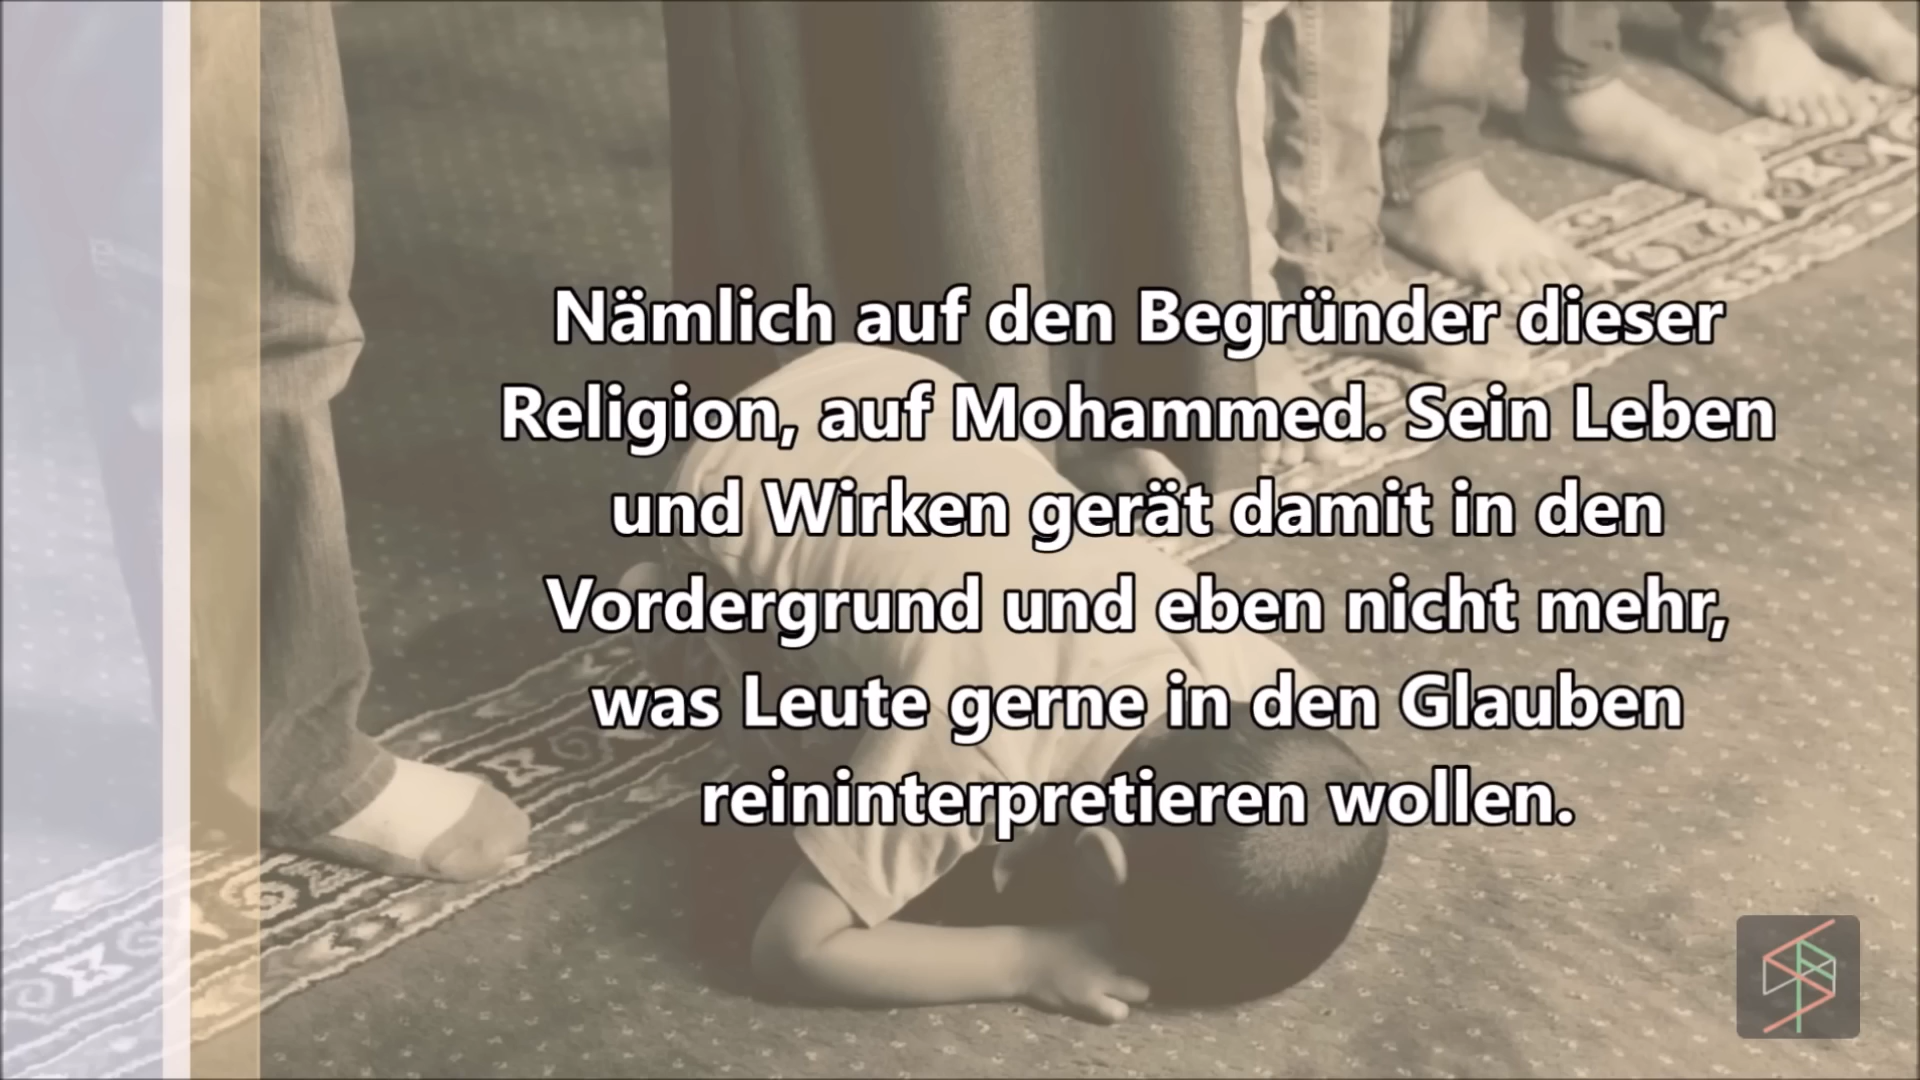 Nämlich auf den Begründer dieser
Religion, auf Mohammed. Sein Leben
und Wirken gerät damit in den
Vordergrund und eben nicht mehr,
was Leute gerne in den Glauben
reininterpretieren wollen.